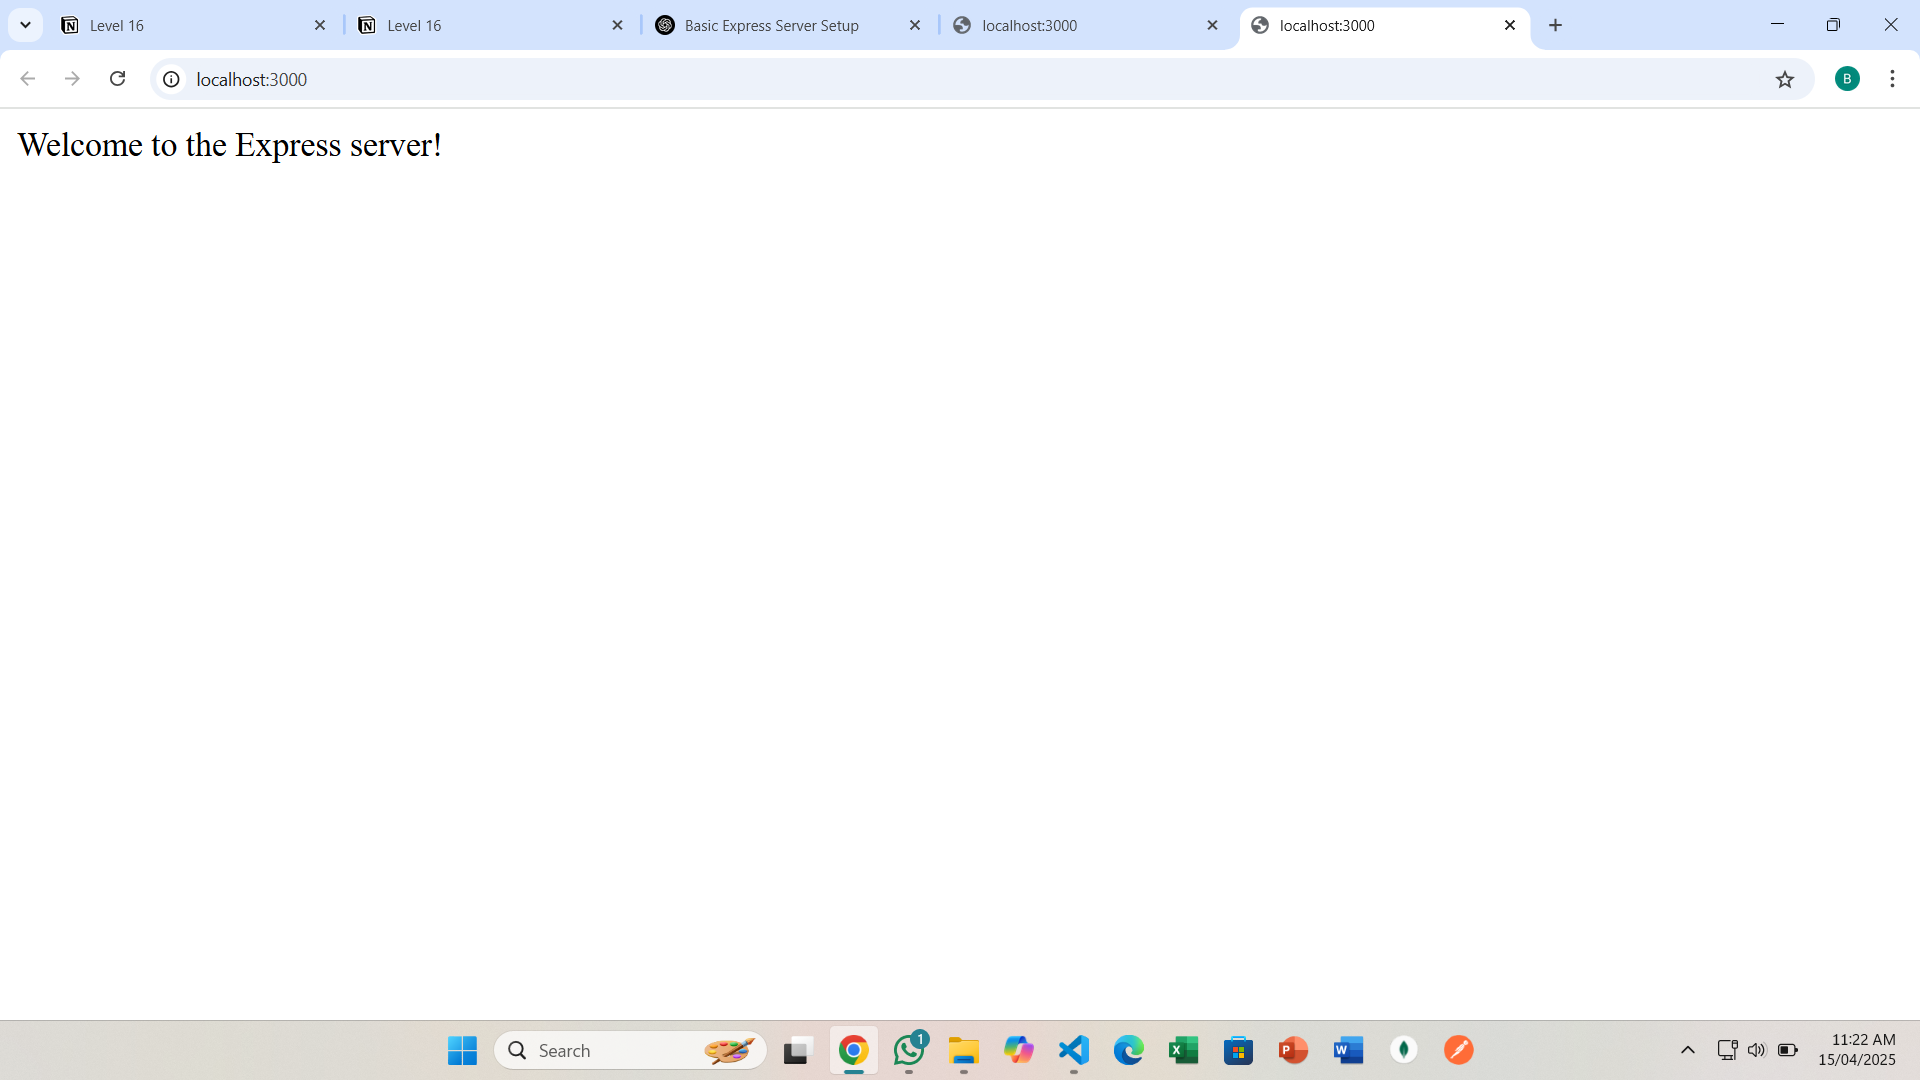 Level 16
Level 16
Basic Express Server Setup
localhost:3000
localhost:3000
localhost:3000
B
Welcome to the Express server!
Search
1
11:22 AM
15/04/2025